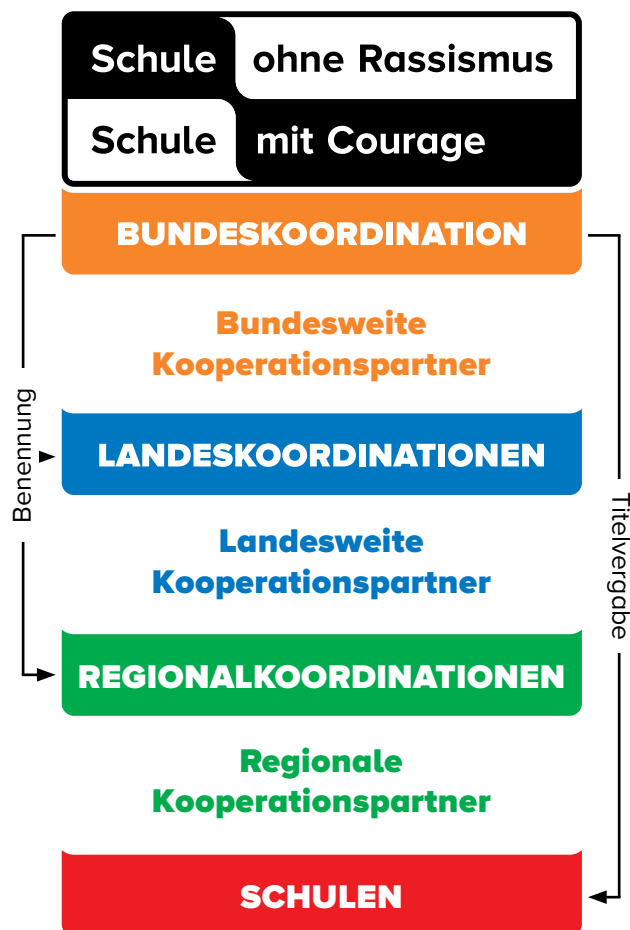 Schule ohne Rassismus
Schule mit Courage
BUNDESKOORDINATION
Bundesweite
Kooperationspartner
Benennung
LANDESKOORDINATIONEN
Titelvergabe
Landesweite
Kooperationspartner
REGIONALKOORDINATIONEN
Regionale
Kooperationspartner
SCHULEN